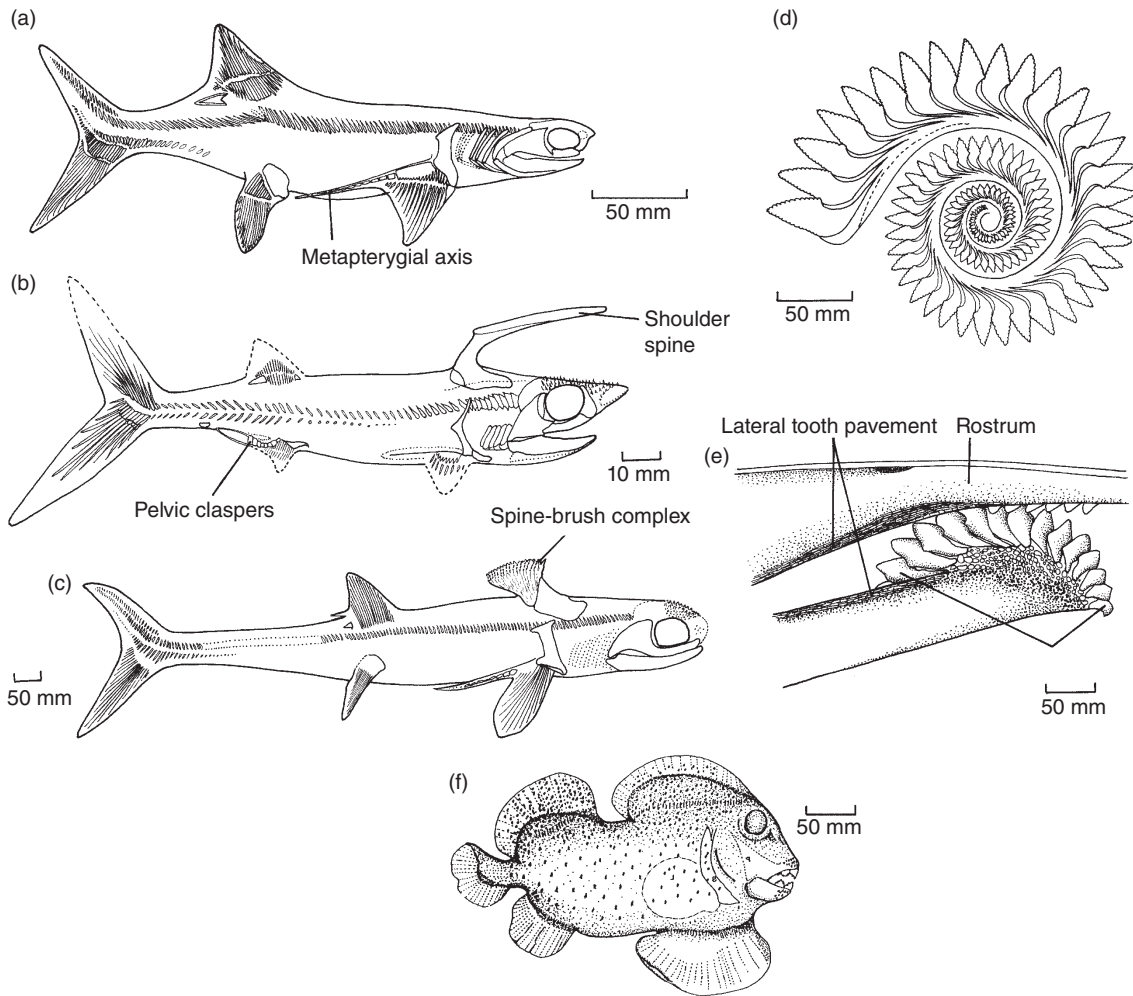 (a)
50 mm
Metapterygial axis
(b)
Shoulder
spine
10 mm
Pelvic claspers
Spine-brush complex
(c)
50 mm
(d)
50 mm
Lateral tooth pavement
Rostrum
(e)
50 mm
(f)
50 mm